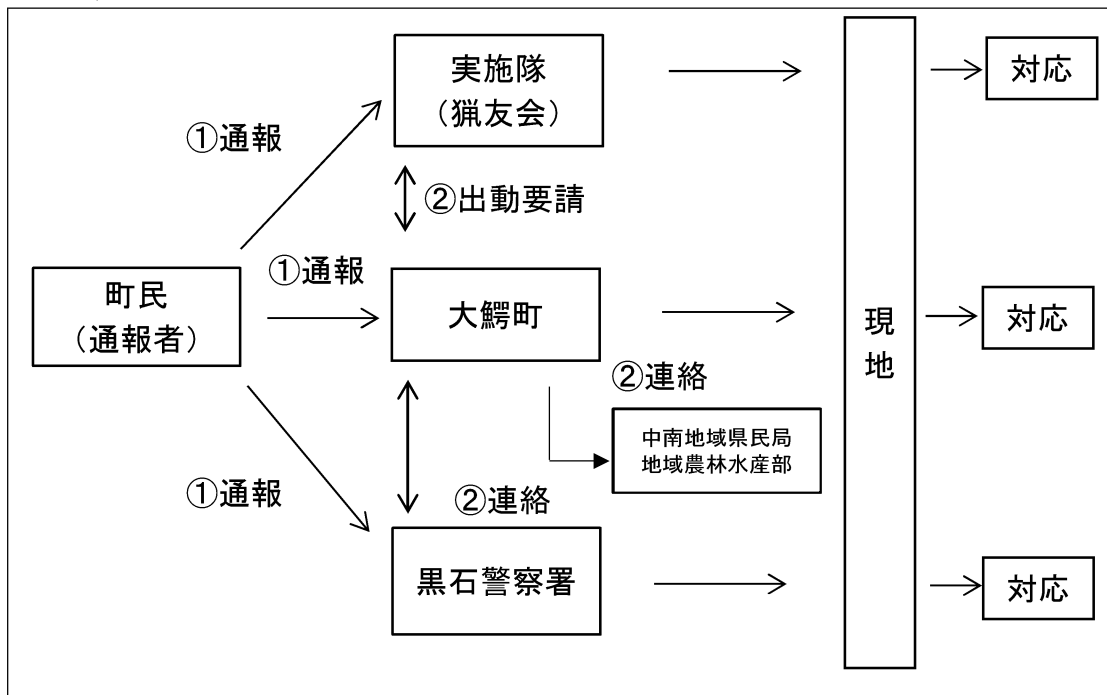 実施隊
（猟友会）
対応
①通報
②出動要請
①通報
町民
（通報者）
大鰐町
現地
対応
②連絡
中南地域県民局
地域農林水産部
①通報
②連絡
黒石警察署
対応